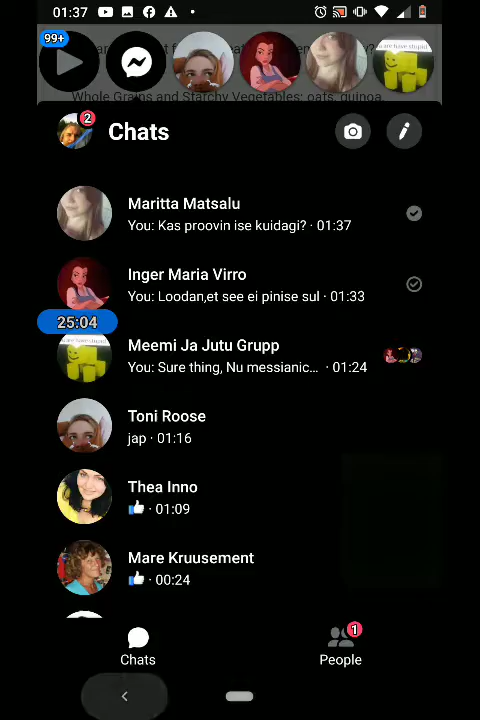 01:37
99+
Whole Grains and Starchy Vegetables: oats, quinoa,
2
Chats
Maritta Matsalu
You: Kas proovin ise kuidagi? · 01:37
Inger Maria Virro
You: Loodan,et see ei pinise sul · 01:33
25:04
Meemi Ja Jutu Grupp
You: Sure thing, Nu messianic... · 01:24
Toni Roose
jap · 01:16
Thea Inno
👍 · 01:09
Mare Kruusement
👍 · 00:24
Chats
1
People